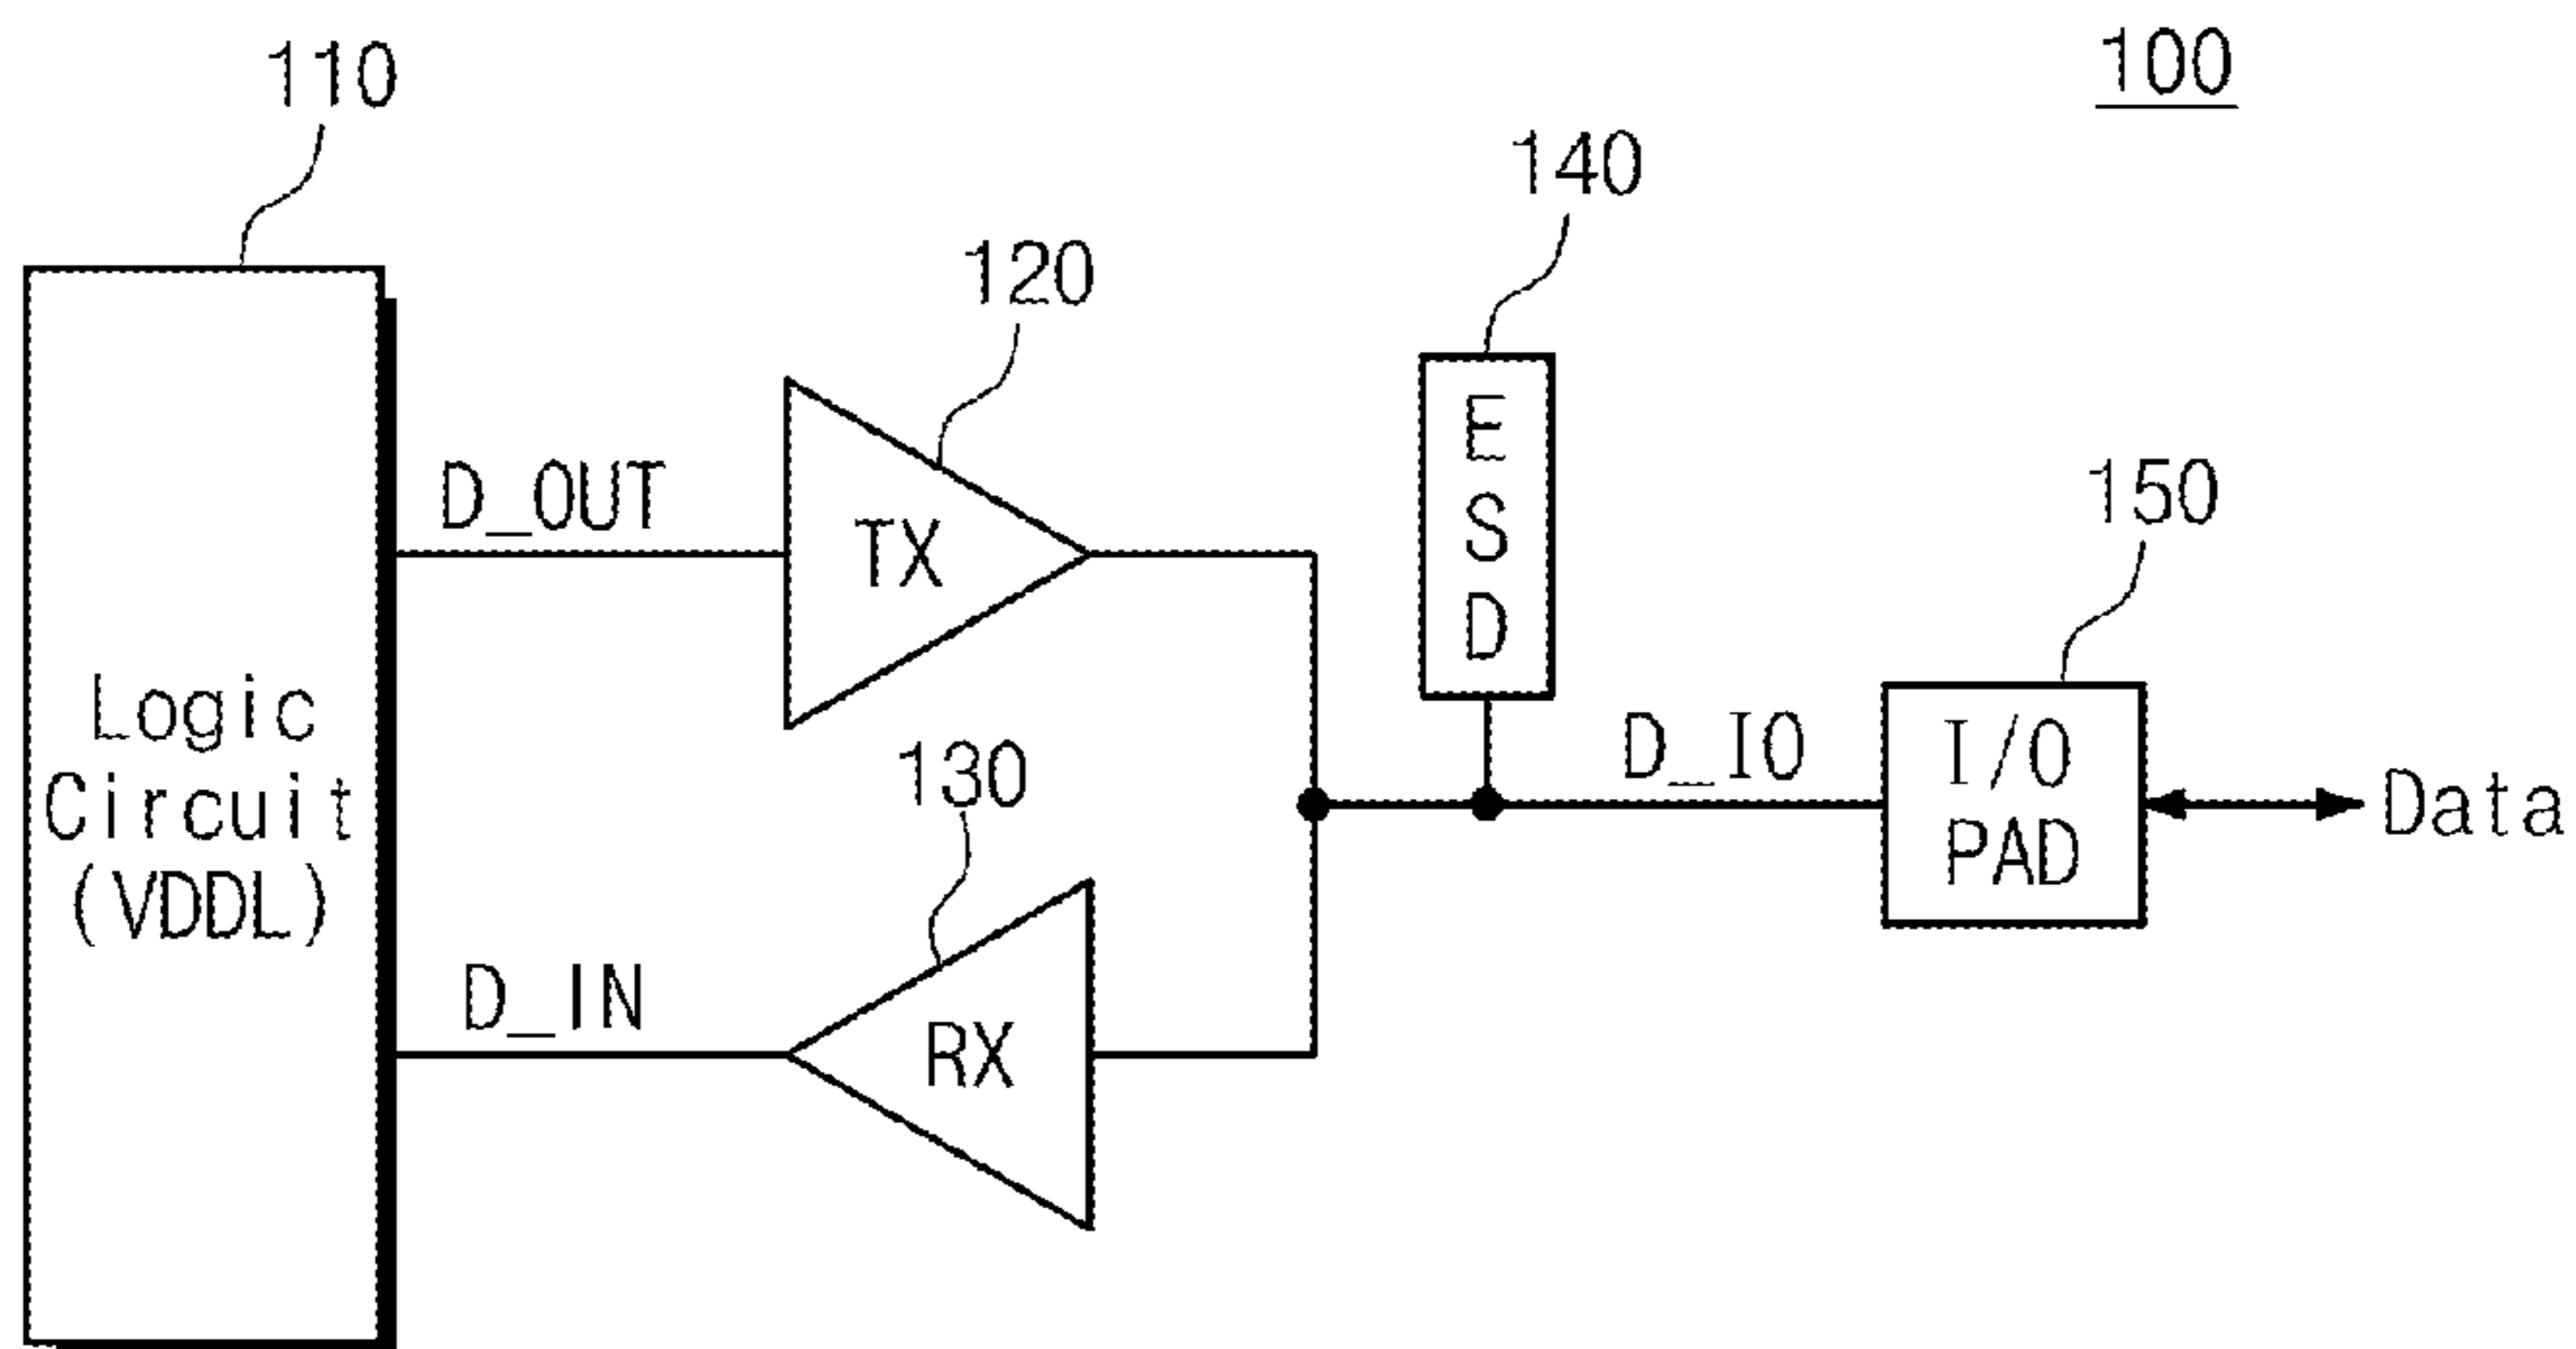 100
110
140
120
E
S
D
D_OUT
TX
150
Logic
Circuit
(VDDL)
130
D_IO
I/O
PAD
Data
D_IN
RX